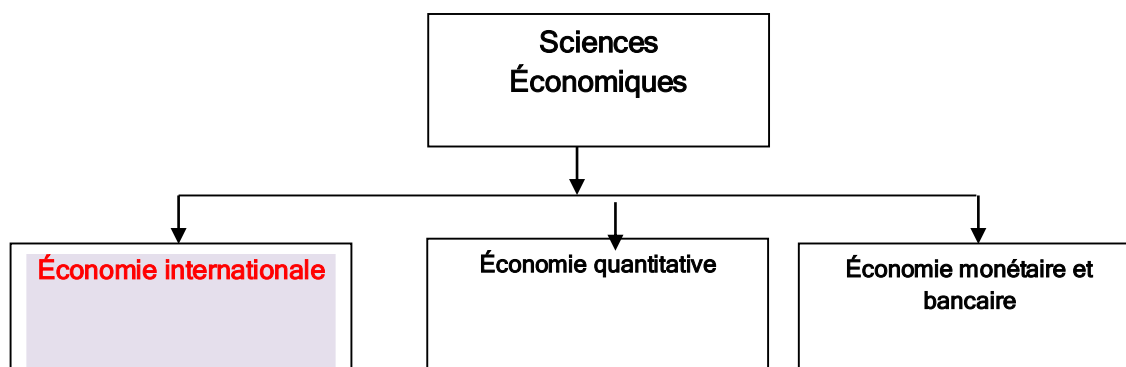 Sciences
Économiques
Économie internationale
Économie quantitative
Économie monétaire et
bancaire